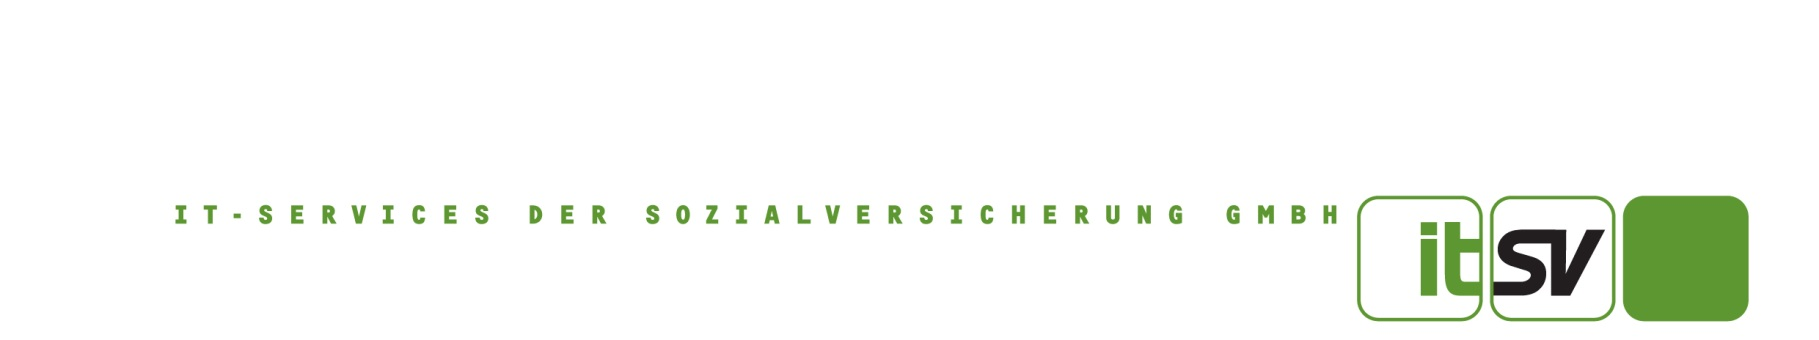 IT-SERVICES DER SOZIALVERSICHERUNG GMBH
itSV